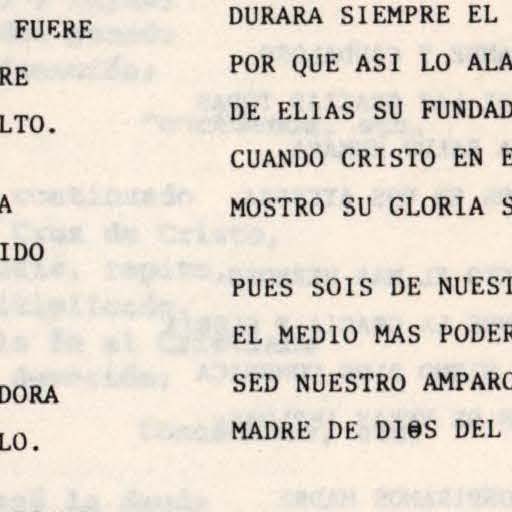 FUERE
RE
LTO.
A
IDO
DORA
LO.
DURARA SIEMPRE EL
POR QUE ASI LO ALA
DE ELIAS SU FUNDAD
CUANDO CRISTO EN E
MOSTRO SU GLORIA S
PUES SOIS DE NUEST
EL MEDIO MAS PODER
SED NUESTRO AMPARO
MADRE DE DIOS DEL